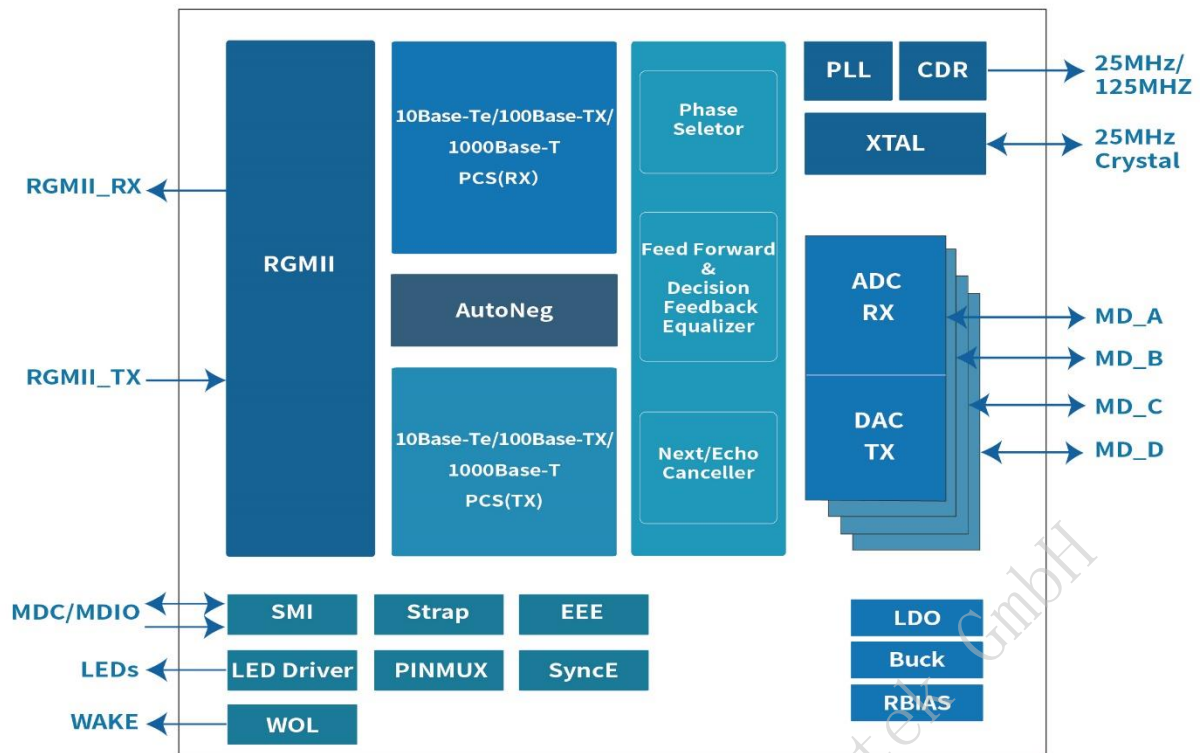 PLL
CDR
25MHz/
125MHZ
10Base-Te/100Base-TX/
1000Base-T
PCS(RX)
Phase
Seletor
XTAL
25MHz
Crystal
RGMII_RX
RGMII
Feed Forward
&
Decision
Feedback
Equalizer
ADC
RX
AutoNeg
MD_A
MD_B
RGMII_TX
MD_C
DAC
TX
MD_D
10Base-Te/100Base-TX/
1000Base-T
PCS(TX)
Next/Echo
Canceller
MDC/MDIO
SMI
Strap
EEE
LDO
LEDs
LED Driver
PINMUX
SyncE
Buck
WAKE
WOL
RBIAS
tek GmbH